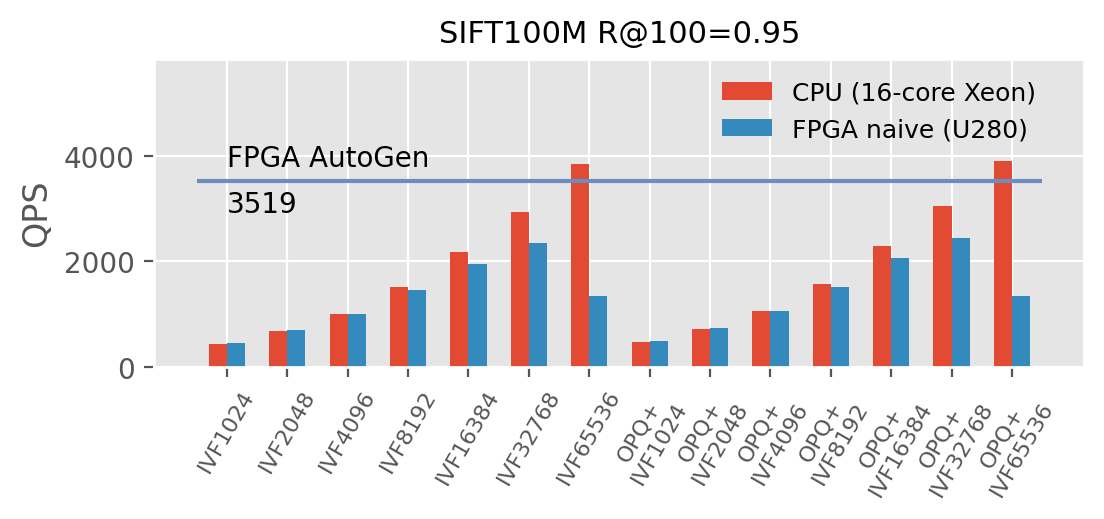 SIFT100M R@100=0.95
CPU (16-core Xeon)
FPGA naive (U280)
FPGA AutoGen
3519
QPS
4000
2000
0
IVF1024
IVF2048
IVF4096
IVF8192
IVF16384
IVF32768
IVF65536
OPQ+
IVF1024
OPQ+
IVF2048
OPQ+
IVF4096
OPQ+
IVF8192
OPQ+
IVF16384
OPQ+
IVF32768
OPQ+
IVF65536